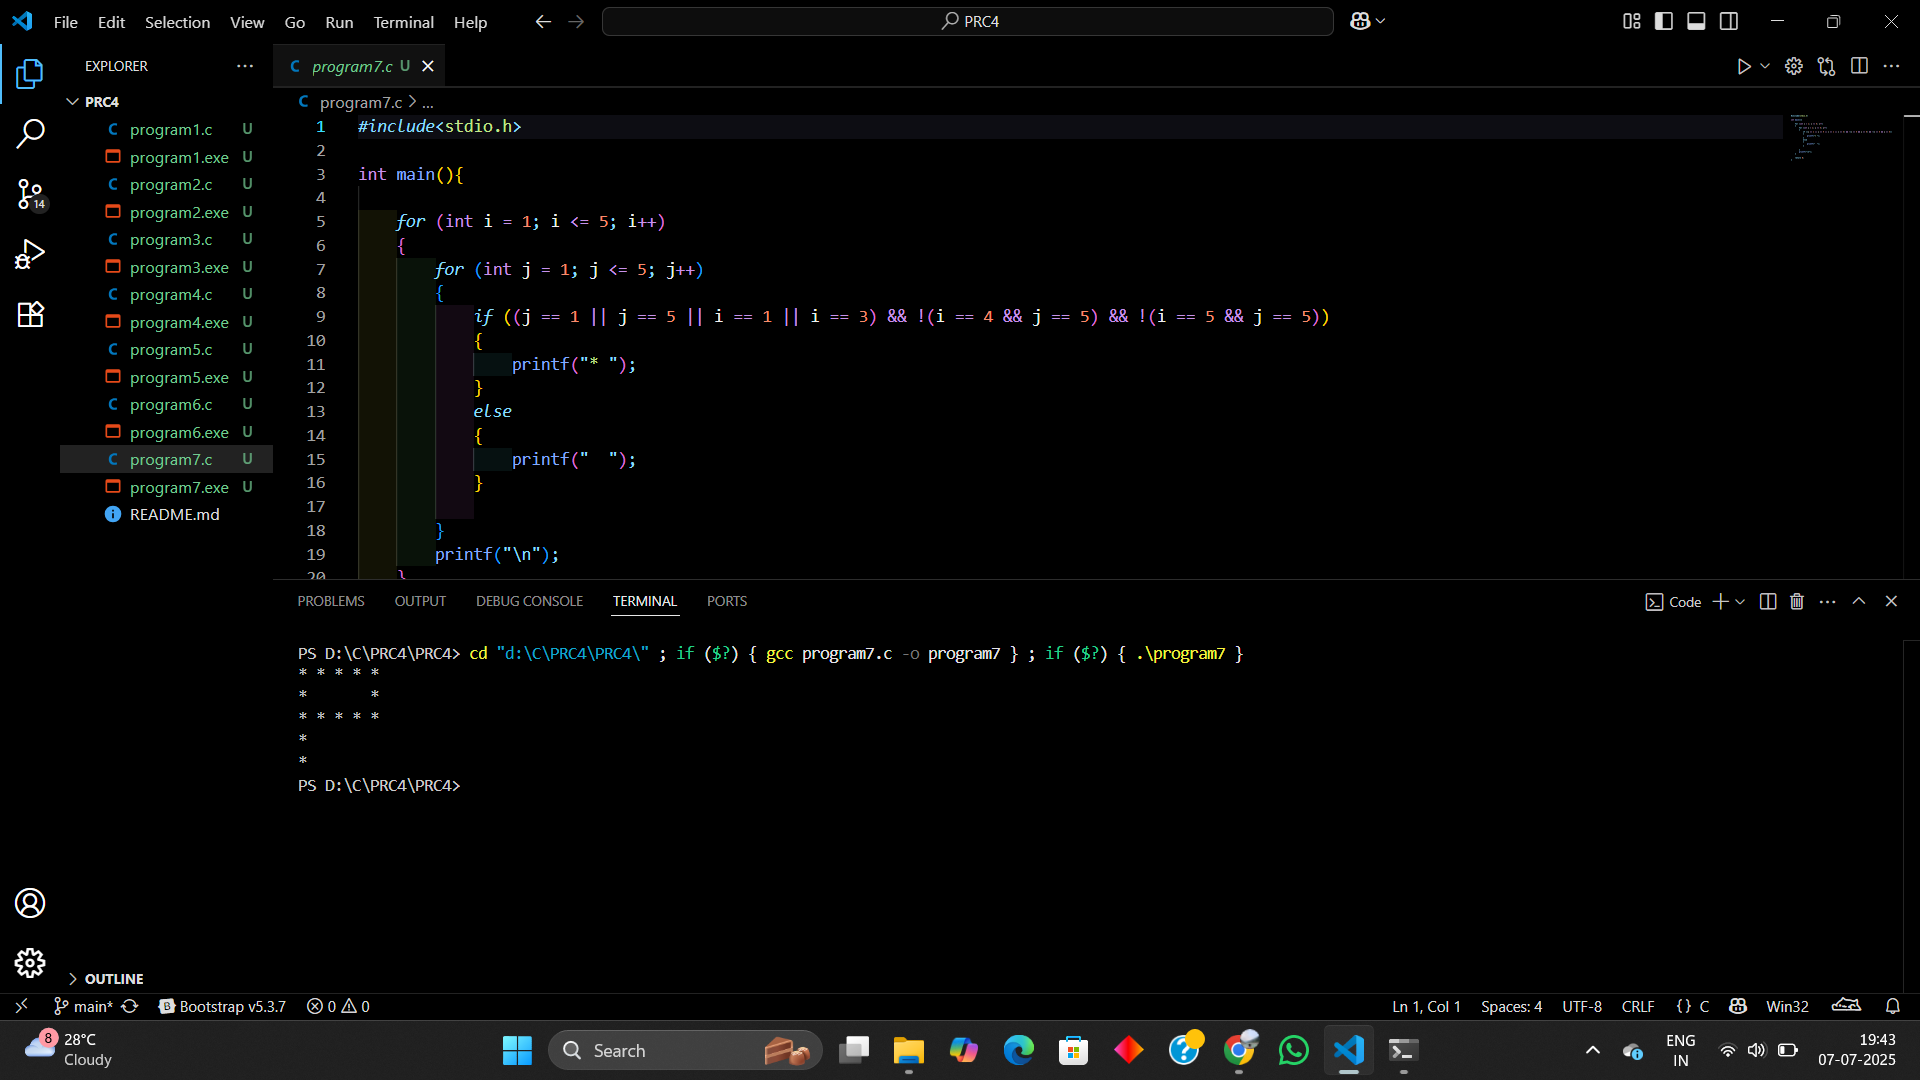 File Edit Selection View Go Run Terminal Help
PRC4
EXPLORER
PRC4
C program1.c U
program1.exe U
C program2.c U
program2.exe U
C program3.c U
program3.exe U
C program4.c U
program4.exe U
C program5.c U
program5.exe U
C program6.c U
program6.exe U
C program7.c U
program7.exe U
README.md
OUTLINE
14
C program7.c U
C program7.c > ...
1 #include<stdio.h>
2
3 int main(){
4
5 for (int i = 1; i <= 5; i++)
6 {
7 for (int j = 1; j <= 5; j++)
8 {
9 if ((j == 1 || j == 5 || i == 1 || i == 3) && !(i == 4 && j == 5) && !(i == 5 && j == 5))
10 {
11 printf("* ");
12 }
13 else
14 {
15 printf("  ");
16 }
17
18 }
19 printf("\n");
20 }
PROBLEMS OUTPUT DEBUG CONSOLE TERMINAL PORTS
Code
PS D:\C\PRC4\PRC4> cd "d:\C\PRC4\PRC4\" ; if ($?) { gcc program7.c -o program7 } ; if ($?) { .\program7 }
* * * * *
*       *
* * * * *
*
*
PS D:\C\PRC4\PRC4>
main* B Bootstrap v5.3.7 0 0
Ln 1, Col 1 Spaces: 4 UTF-8 CRLF {} C Win32
8 28°C
Cloudy
Search
ENG
IN
19:43
07-07-2025